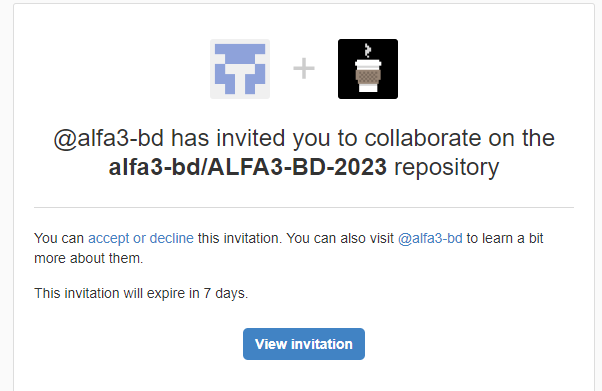 @alfa3-bd has invited you to collaborate on the
alfa3-bd/ALFA3-BD-2023 repository
You can accept or decline this invitation. You can also visit @alfa3-bd to learn a bit
more about them.
This invitation will expire in 7 days.
View invitation